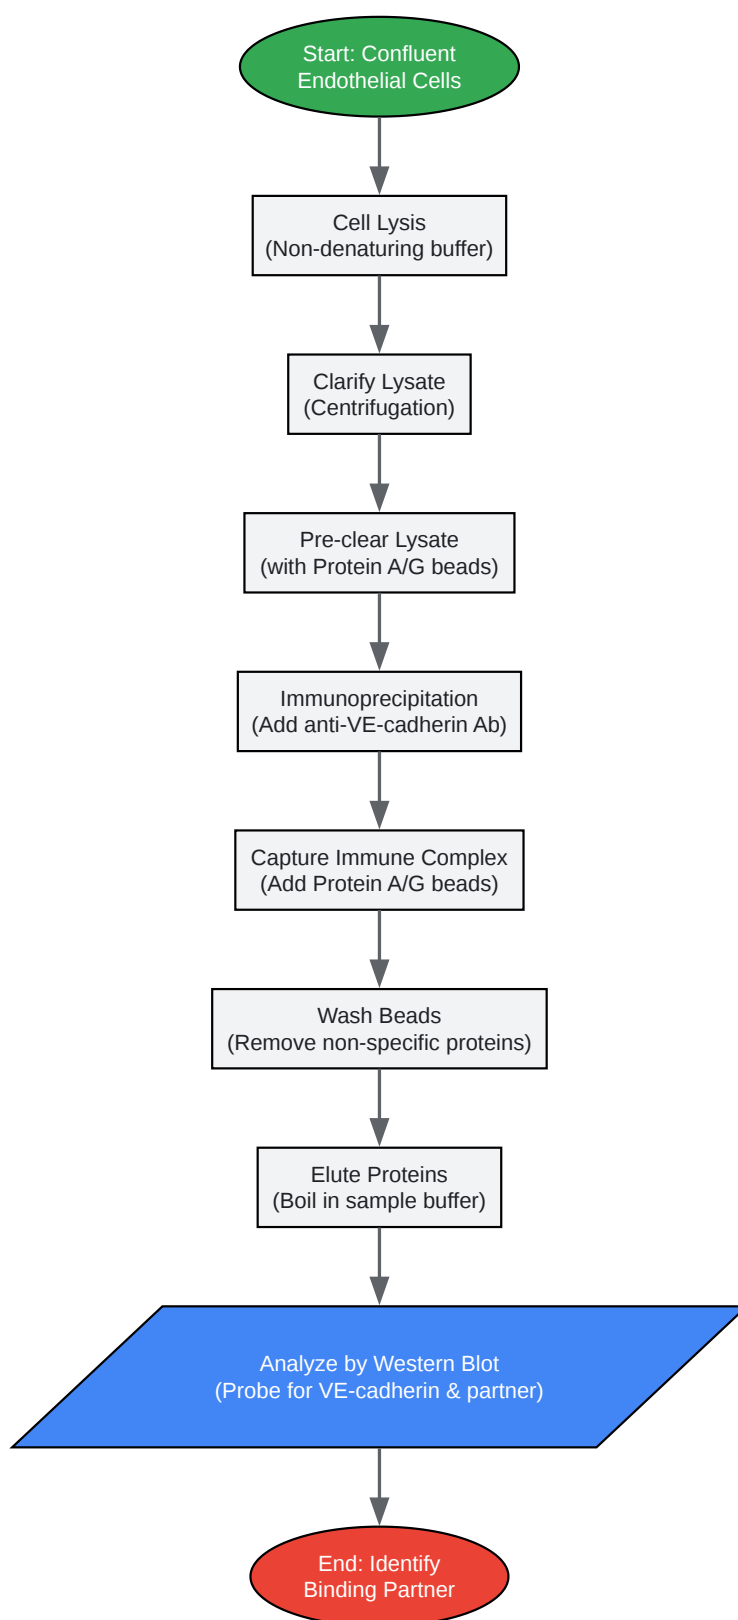 Start: Confluent
Endothelial Cells
Cell Lysis
(Non-denaturing buffer)
Clarify Lysate
(Centrifugation)
Pre-clear Lysate
(with Protein A/G beads)
Immunoprecipitation
(Add anti-VE-cadherin Ab)
Capture Immune Complex
(Add Protein A/G beads)
Wash Beads
(Remove non-specific proteins)
Elute Proteins
(Boil in sample buffer)
Analyze by Western Blot
(Probe for VE-cadherin & partner)
End: Identify
Binding Partner